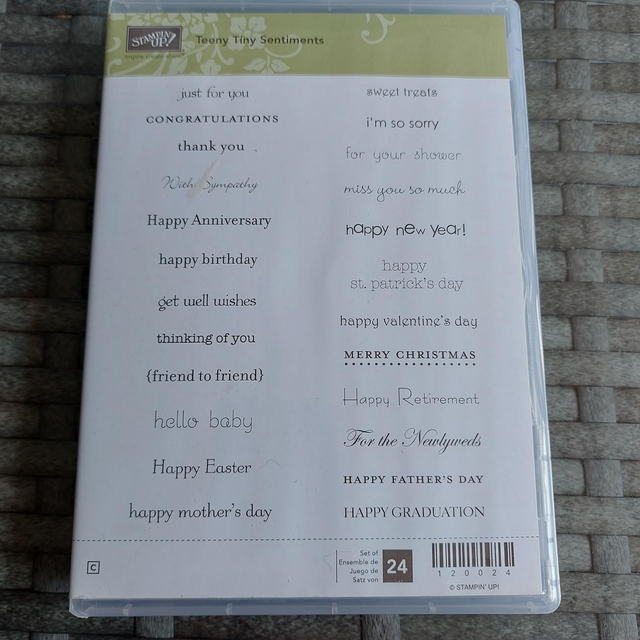 STAMPIN' UP!
Teeny Tiny Sentiments
just for you
CONGRATULATIONS
thank you
With Sympathy
Happy Anniversary
happy birthday
get well wishes
thinking of you
{friend to friend}
hello baby
Happy Easter
happy mother's day
sweet treats
i'm so sorry
for your shower
miss you so much
happy new year!
happy
st. patrick's day
happy valentine's day
MERRY CHRISTMAS
Happy Retirement
For the Newlyweds
HAPPY FATHER'S DAY
HAPPY GRADUATION
C
Set of
Ensemble de
Juego de
Satz von
24
120024
© STAMPIN' UP!